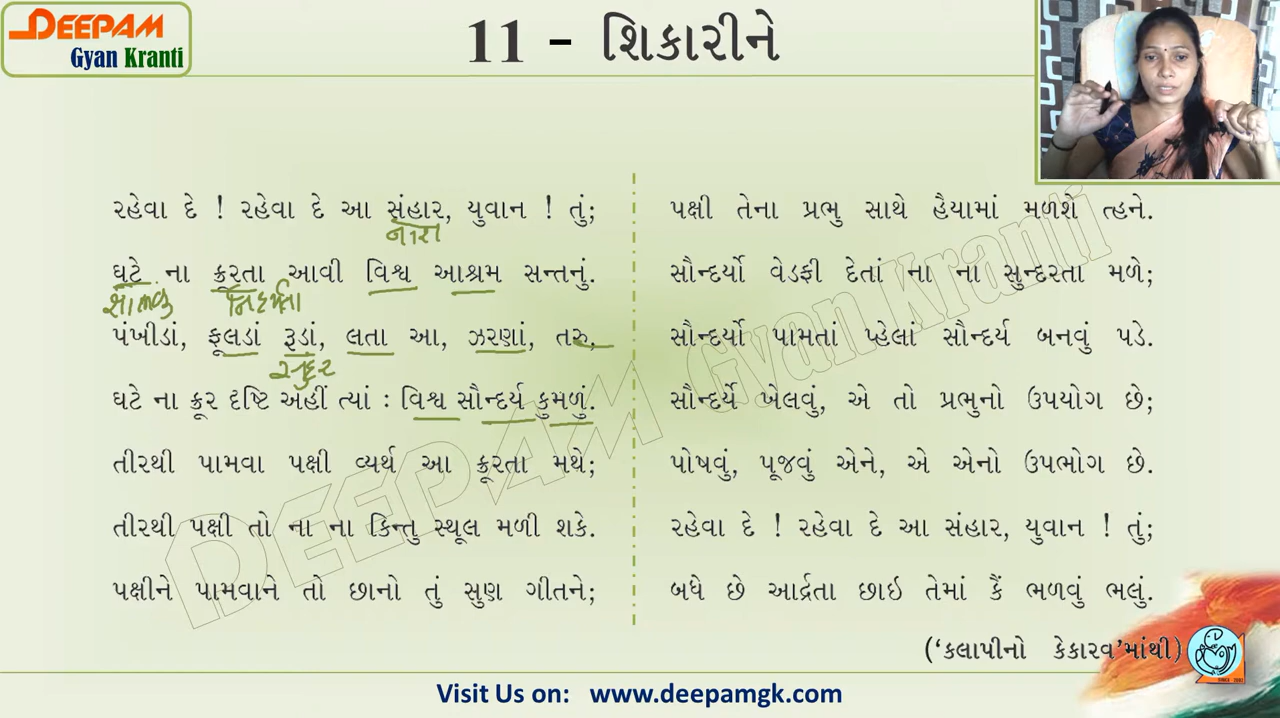 DEEPAM
Gyan Kranti
11 - શિકારીને
રહેવા દે ! રહેવા દે આ સંહાર, યુવાન ! તું;
નાશ
ઘટે ના ક્રૂરતા આવી વિશ્વ આશ્રમ સન્તનું.
નિર્દયતા
પંખીડાં, ફૂલડાં રૂડાં, લતા આ, ઝરણાં, તરુ,
સુંદર
ઘટે ના ક્રૂર દૃષ્ટિ અહીં ત્યાં : વિશ્વ સૌન્દર્ય કુમળું.
તીરથી પામવા પક્ષી વ્યર્થ આ ક્રૂરતા મથે;
તીરથી પક્ષી તો ના ના કિન્તુ સ્થૂલ મળી શકે.
પક્ષીને પામવાને તો છાનો તું સુણ ગીતને;
પક્ષી તેના પ્રભુ સાથે હૈયામાં મળશે ત્હને.
સૌન્દર્યો વેડફી દેતાં ના ના સુન્દરતા મળે;
સૌન્દર્યો પામતાં પ્હેલાં સૌન્દર્ય બનવું પડે.
સૌન્દર્યે ખેલવું, એ તો પ્રભુનો ઉપયોગ છે;
પોષવું, પૂજવું એને, એ એનો ઉપભોગ છે.
રહેવા દે ! રહેવા દે આ સંહાર, યુવાન ! તું;
બધે છે આર્દ્રતા છાઇ તેમાં કૈં ભળવું ભલું.
('કલાપીનો કેકારવ'માંથી)
DEEPAM Gyan Kranti
Visit Us on: www.deepamgk.com